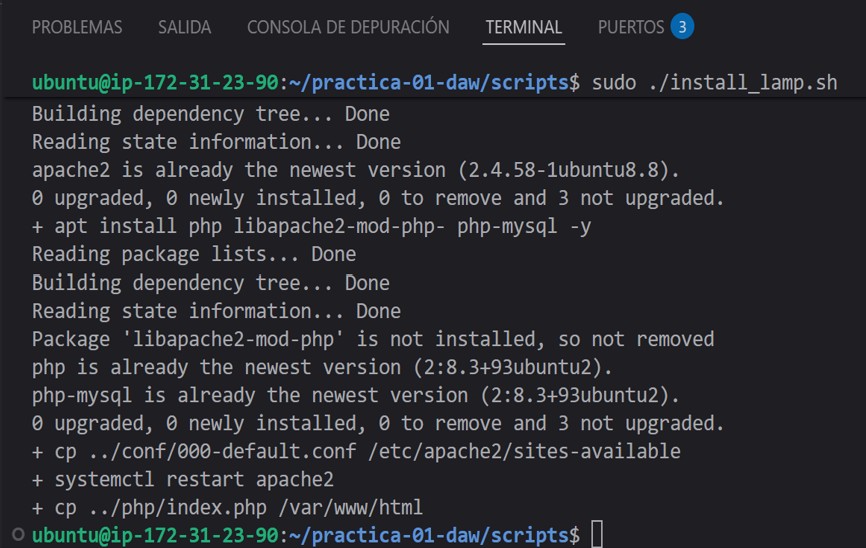 PROBLEMAS SALIDA CONSOLA DE DEPURACIÓN TERMINAL PUERTOS 3
ubuntu@ip-172-31-23-90:~/practica-01-daw/scripts$ sudo ./install_lamp.sh
Building dependency tree... Done
Reading state information... Done
apache2 is already the newest version (2.4.58-1ubuntu8.8).
0 upgraded, 0 newly installed, 0 to remove and 3 not upgraded.
+ apt install php libapache2-mod-php- php-mysql -y
Reading package lists... Done
Building dependency tree... Done
Reading state information... Done
Package 'libapache2-mod-php' is not installed, so not removed
php is already the newest version (2:8.3+93ubuntu2).
php-mysql is already the newest version (2:8.3+93ubuntu2).
0 upgraded, 0 newly installed, 0 to remove and 3 not upgraded.
+ cp ../conf/000-default.conf /etc/apache2/sites-available
+ systemctl restart apache2
+ cp ../php/index.php /var/www/html
ubuntu@ip-172-31-23-90:~/practica-01-daw/scripts$